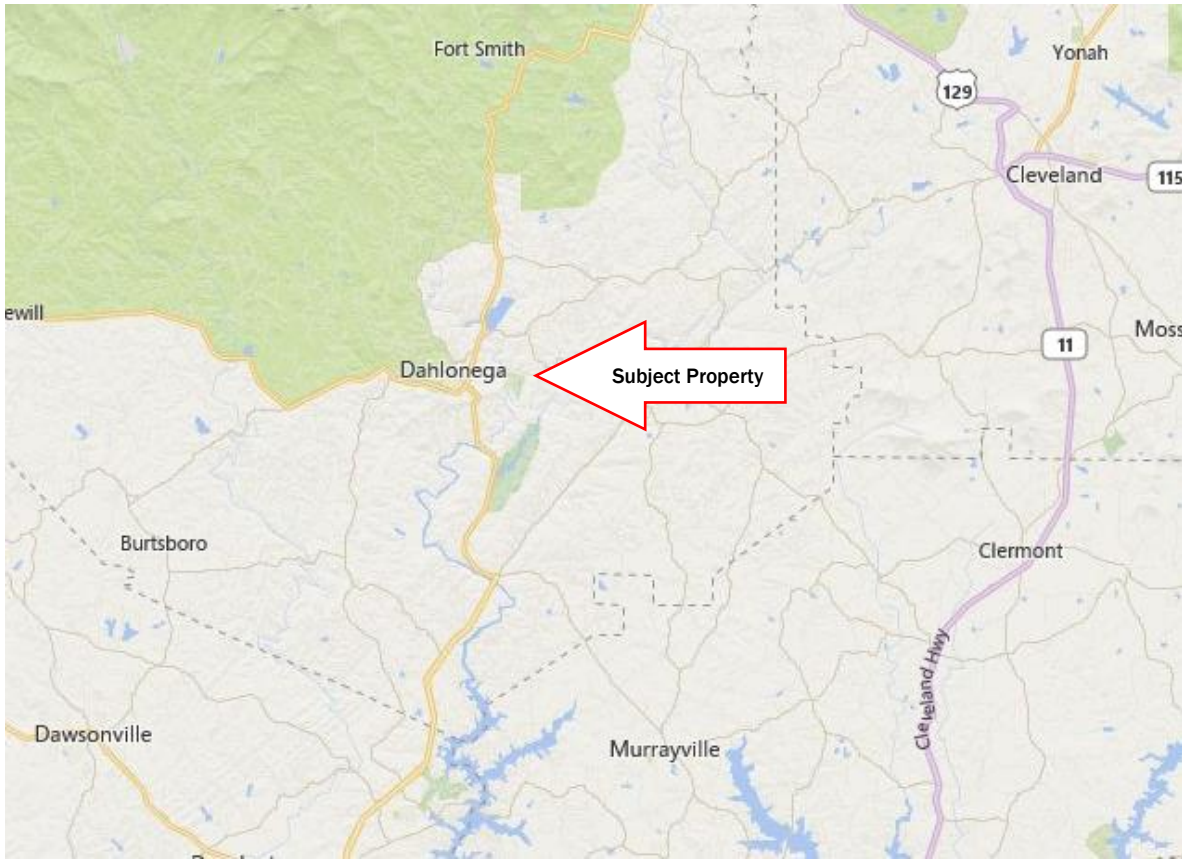 Fort Smith
Yonah
129
Cleveland
115
ewill
11
Moss
Dahlonega
Subject Property
Burtsboro
Clermont
Cleveland Hwy
Dawsonville
Murrayville